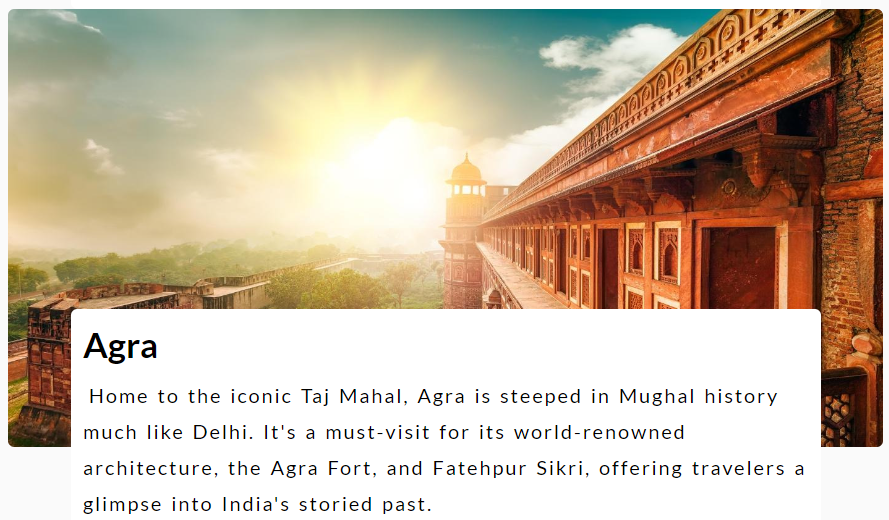 Agra
Home to the iconic Taj Mahal, Agra is steeped in Mughal history
much like Delhi. It's a must-visit for its world-renowned
architecture, the Agra Fort, and Fatehpur Sikri, offering travelers a
glimpse into India's storied past.